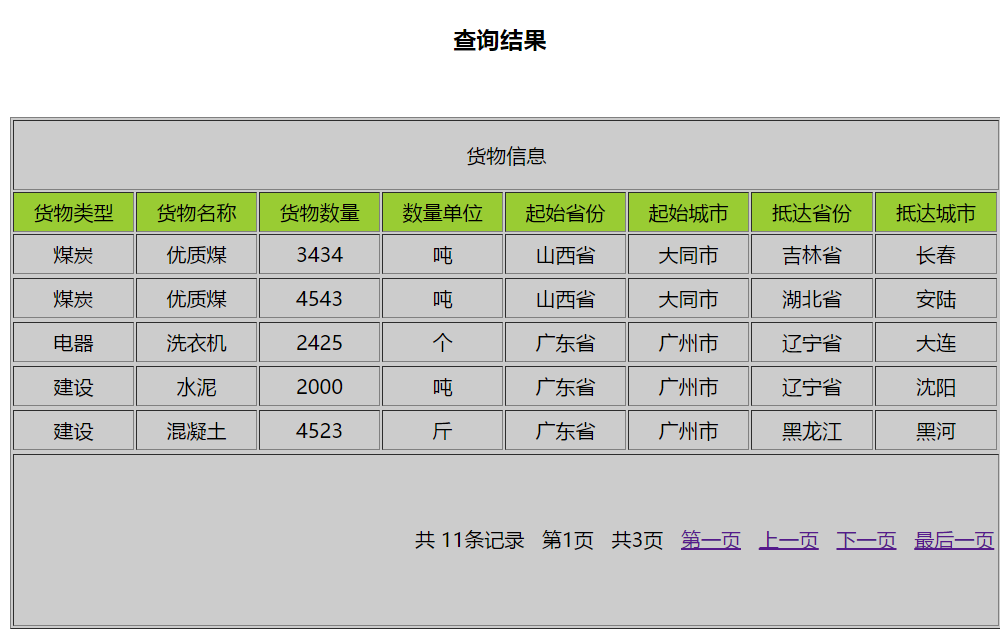 查询结果
货物信息
货物类型 货物名称 货物数量 数量单位 起始省份 起始城市 抵达省份 抵达城市
煤炭 优质煤 3434 吨 山西省 大同市 吉林省 长春
煤炭 优质煤 4543 吨 山西省 大同市 湖北省 安陆
电器 洗衣机 2425 个 广东省 广州市 辽宁省 大连
建设 水泥 2000 吨 广东省 广州市 辽宁省 沈阳
建设 混凝土 4523 斤 广东省 广州市 黑龙江 黑河
共 11条记录 第1页 共3页 第一页 上一页 下一页 最后一页